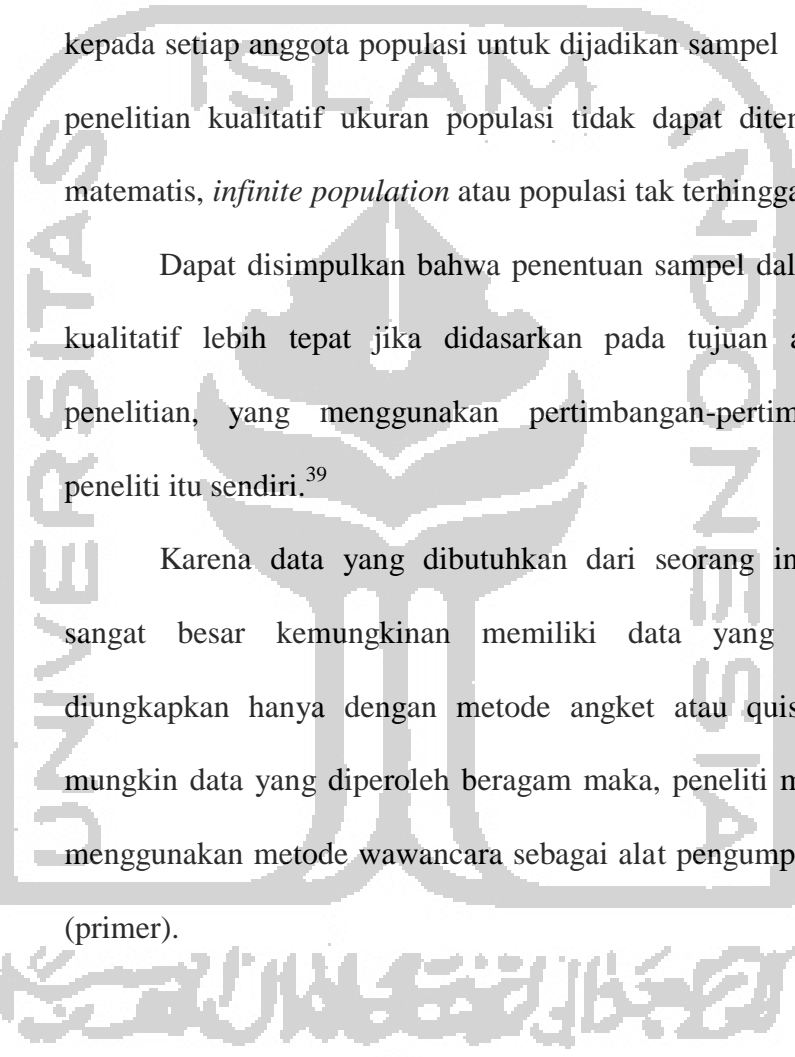 ISLAM
UNIVERSITAS
INDONESIA
kepada setiap anggota populasi untuk dijadikan sampel
penelitian kualitatif ukuran populasi tidak dapat diten
matematis, infinite population atau populasi tak terhingga
Dapat disimpulkan bahwa penentuan sampel dal
kualitatif lebih tepat jika didasarkan pada tujuan a
penelitian, yang menggunakan pertimbangan-pertim
peneliti itu sendiri.39
Karena data yang dibutuhkan dari seorang in
sangat besar kemungkinan memiliki data yang
diungkapkan hanya dengan metode angket atau quis
mungkin data yang diperoleh beragam maka, peneliti m
menggunakan metode wawancara sebagai alat pengump
(primer).